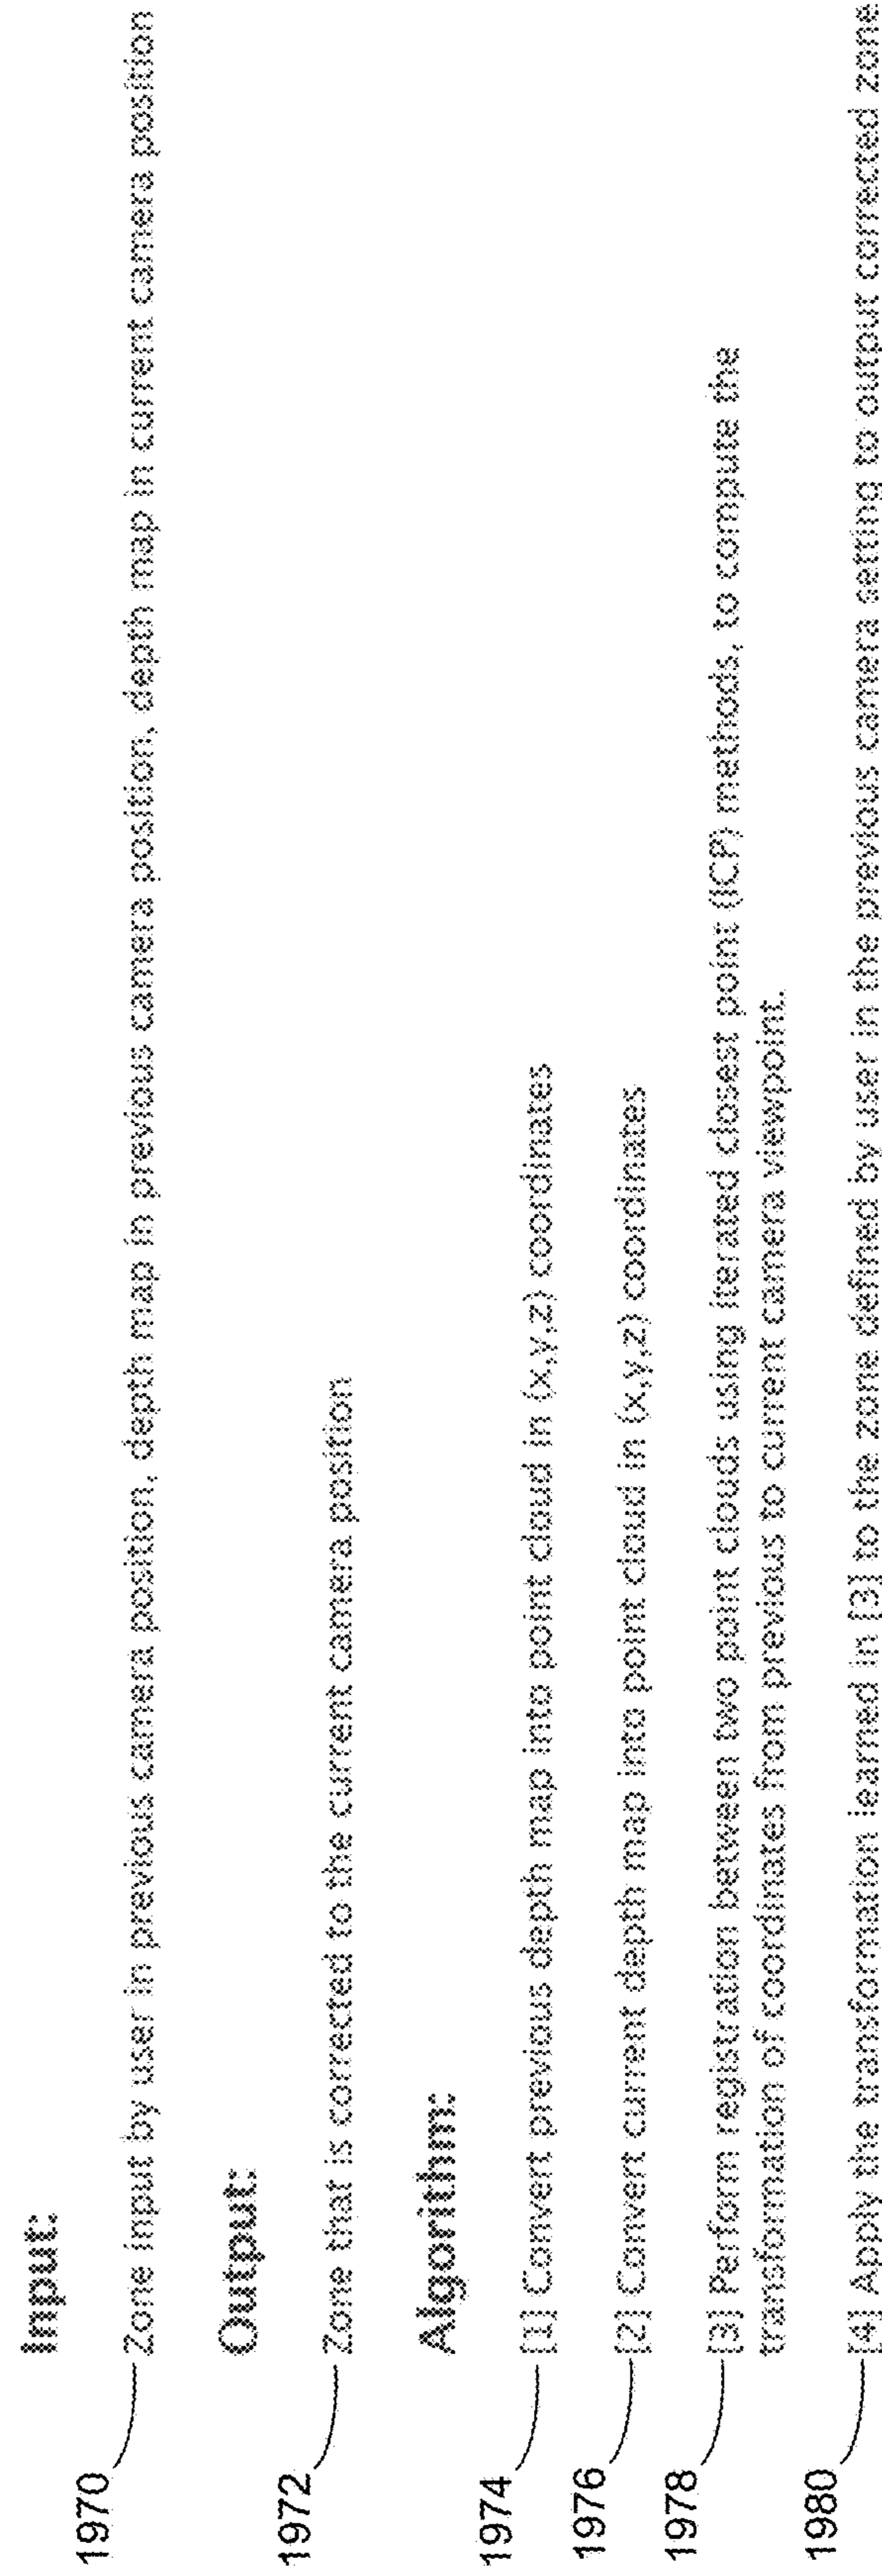 Input:
1970 Zone input by user in previous camera position, depth map in previous camera position, depth map in current camera position
Output:
1972 Zone that is corrected to the current camera position
Algorithm:
1974 [1] Convert previous depth map into point cloud in (x,y,z) coordinates
1976 [2] Convert current depth map into point cloud in (x,y,z) coordinates
1978 [3] Perform registration between two point clouds using iterated closest point (ICP) methods, to compute the
transformation of coordinates from previous to current camera viewpoint.
1980 [4] Apply the transformation learned in [3] to the zone defined by user in the previous camera setting to output corrected zone